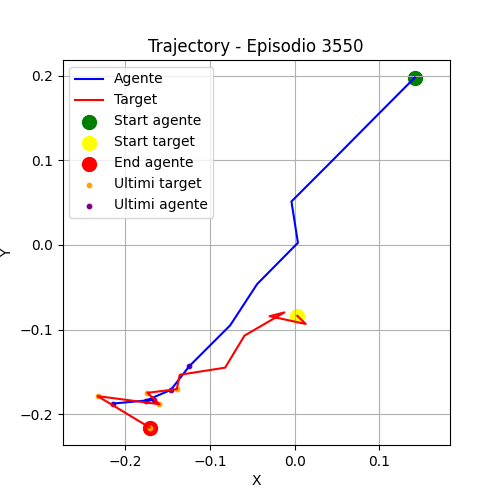 Trajectory - Episodio 3550
Agente
Target
Start agente
Start target
End agente
Ultimi target
Ultimi agente
0.2
0.1
0.0
−0.1
−0.2
Y
−0.2
−0.1
0.0
0.1
X